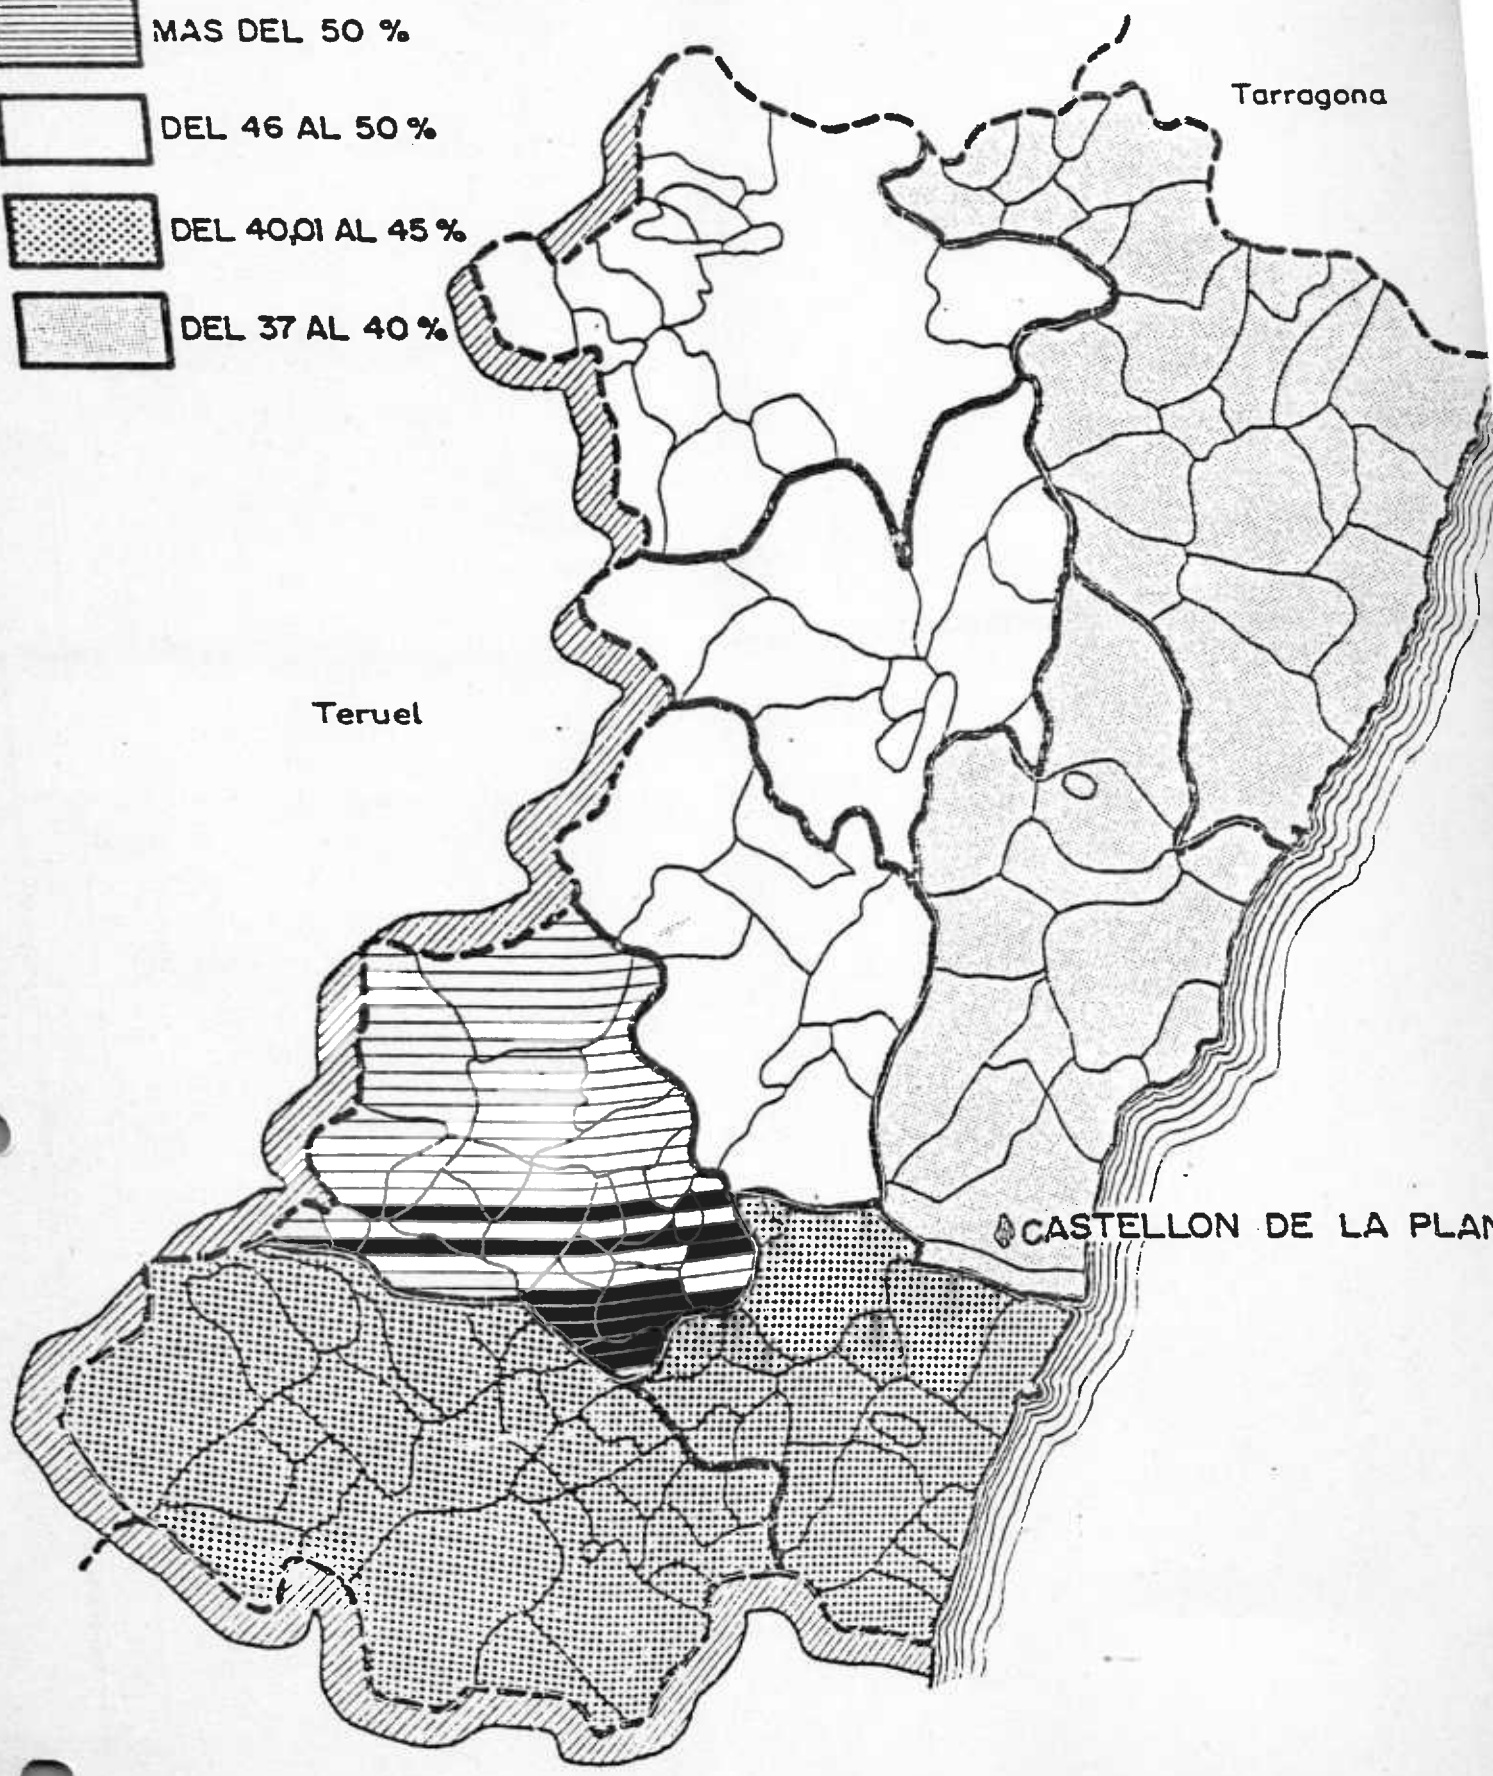 MAS DEL 50 %
DEL 46 AL 50 %
DEL 40,01 AL 45 %
DEL 37 AL 40 %
Tarragona
Teruel
CASTELLON DE LA PLAN